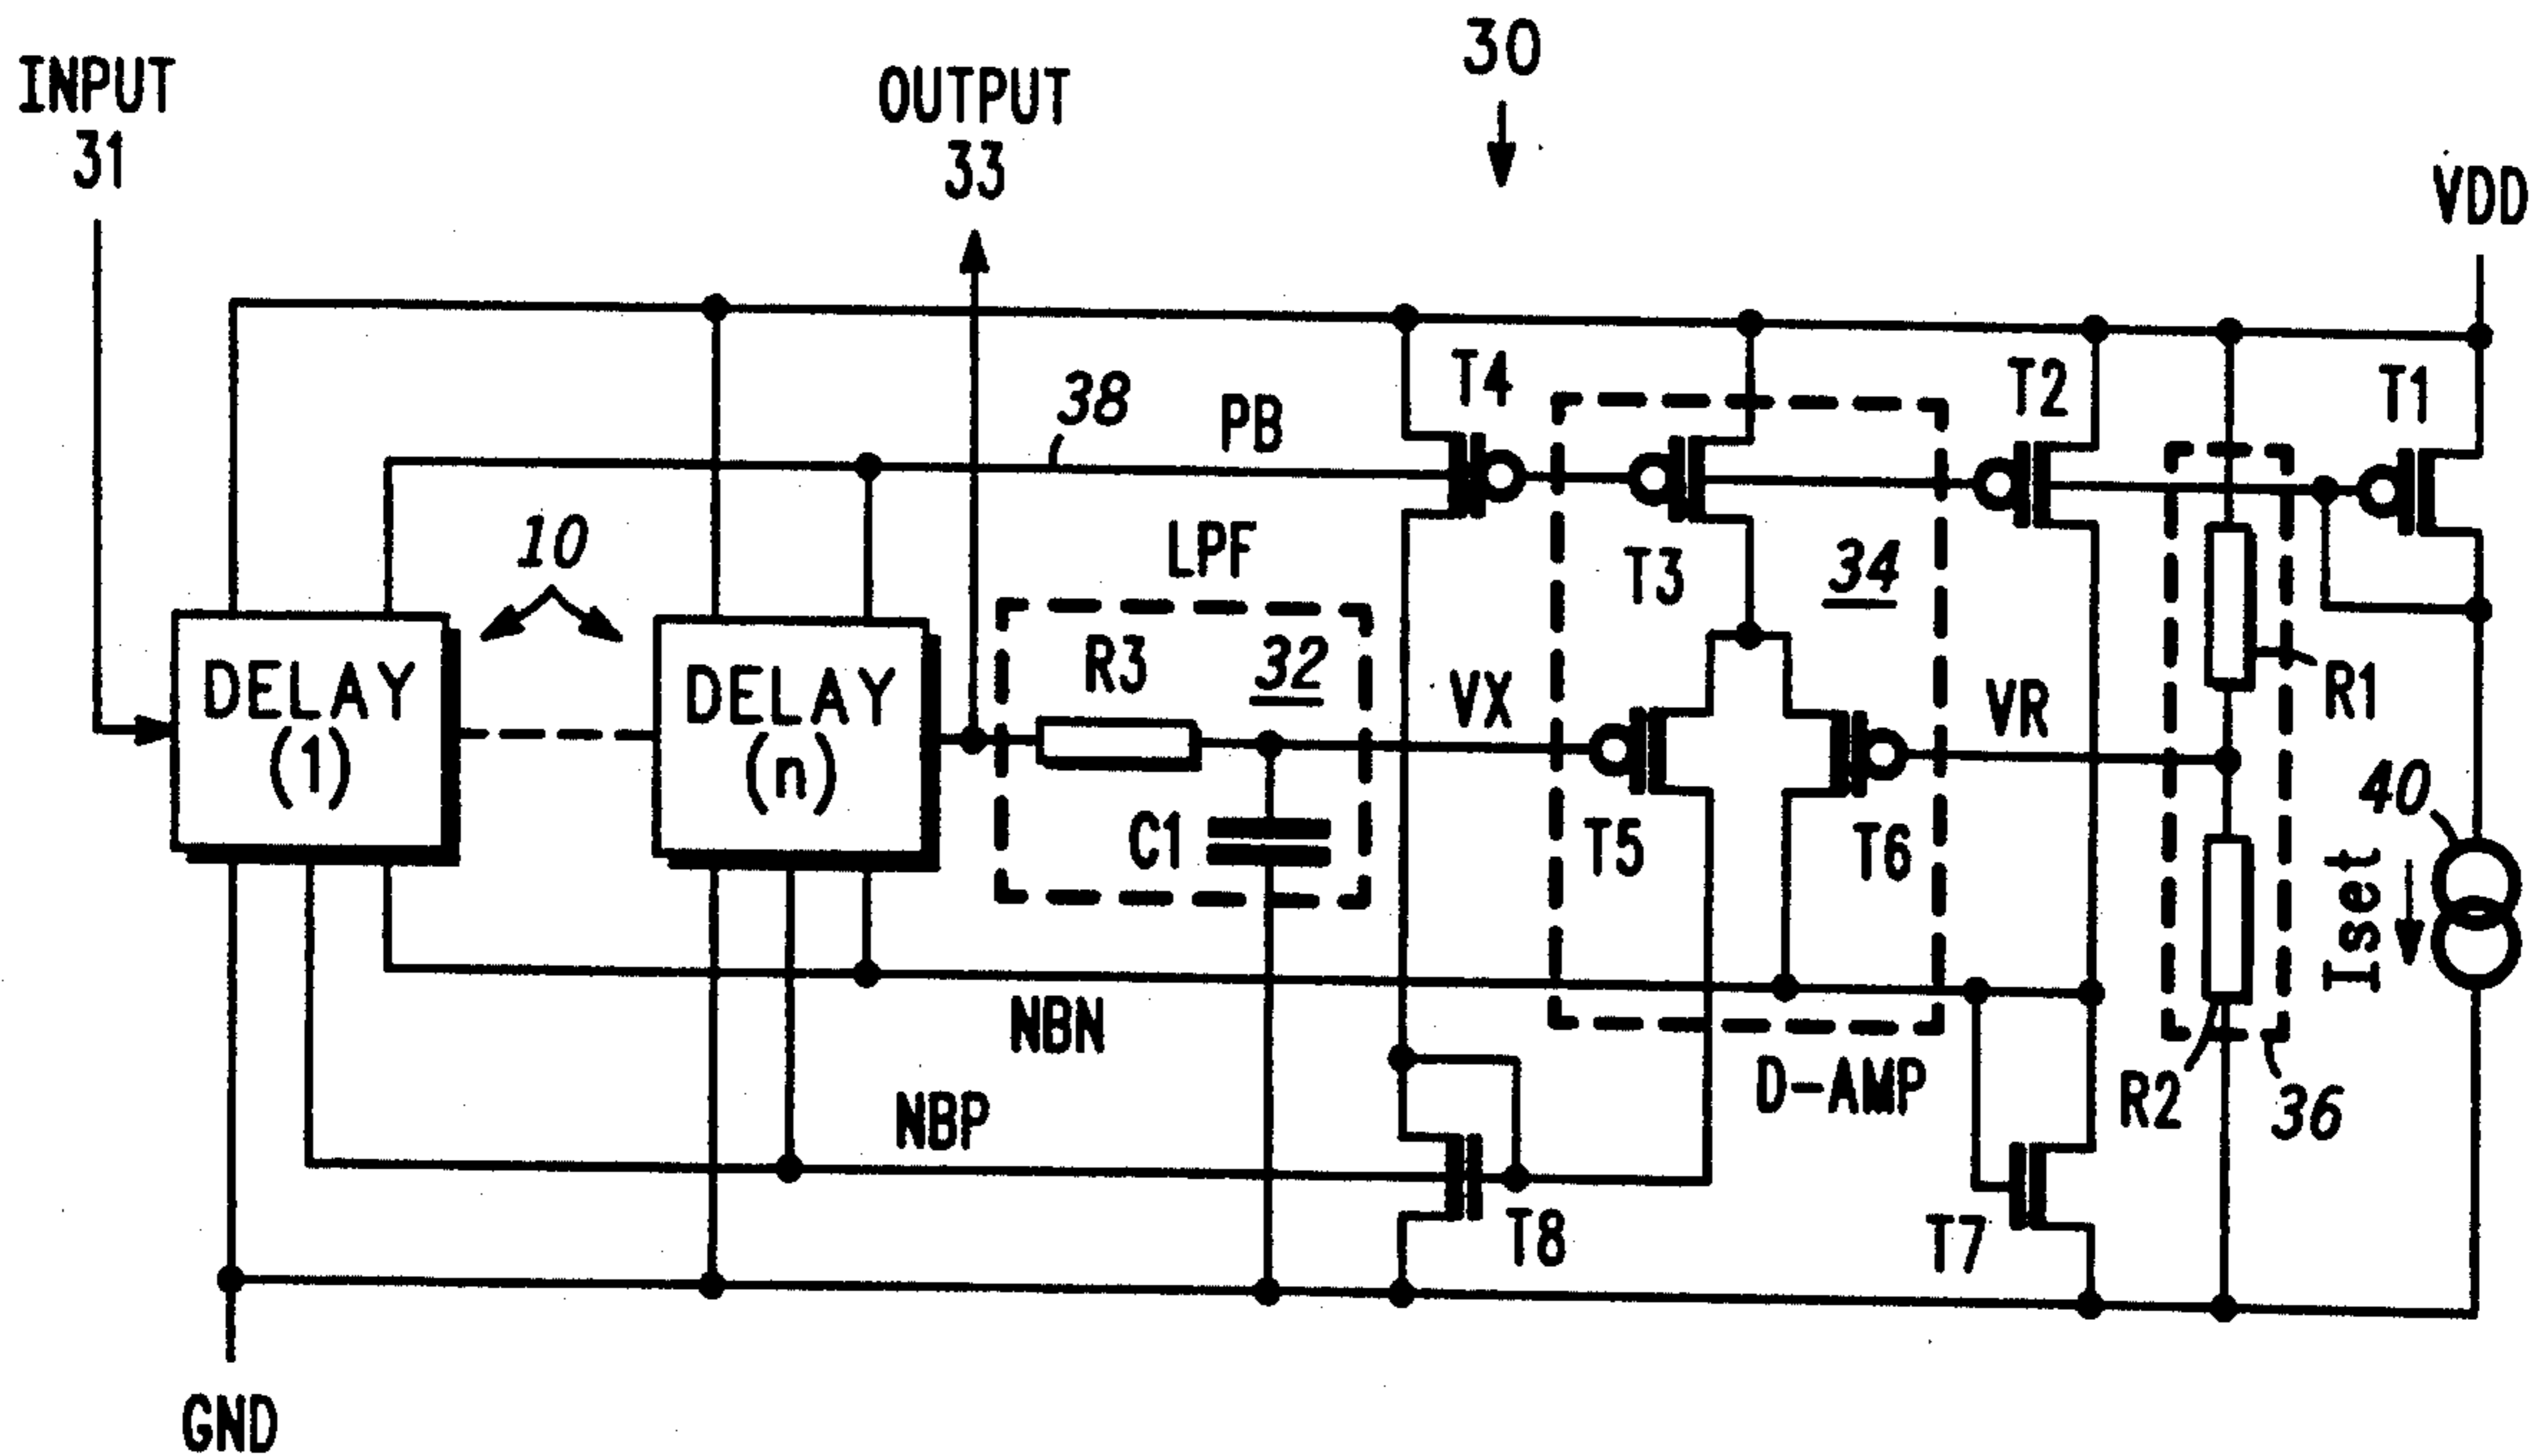 30
INPUT
31
OUTPUT
33
VDD
38
PB
T4
T2
T1
10
LPF
T3
34
DELAY
(1)
DELAY
(n)
R3
32
VX
VR
R1
C1
T5
T6
40
Iset
NBN
D-AMP
R2
36
NBP
T8
T7
GND